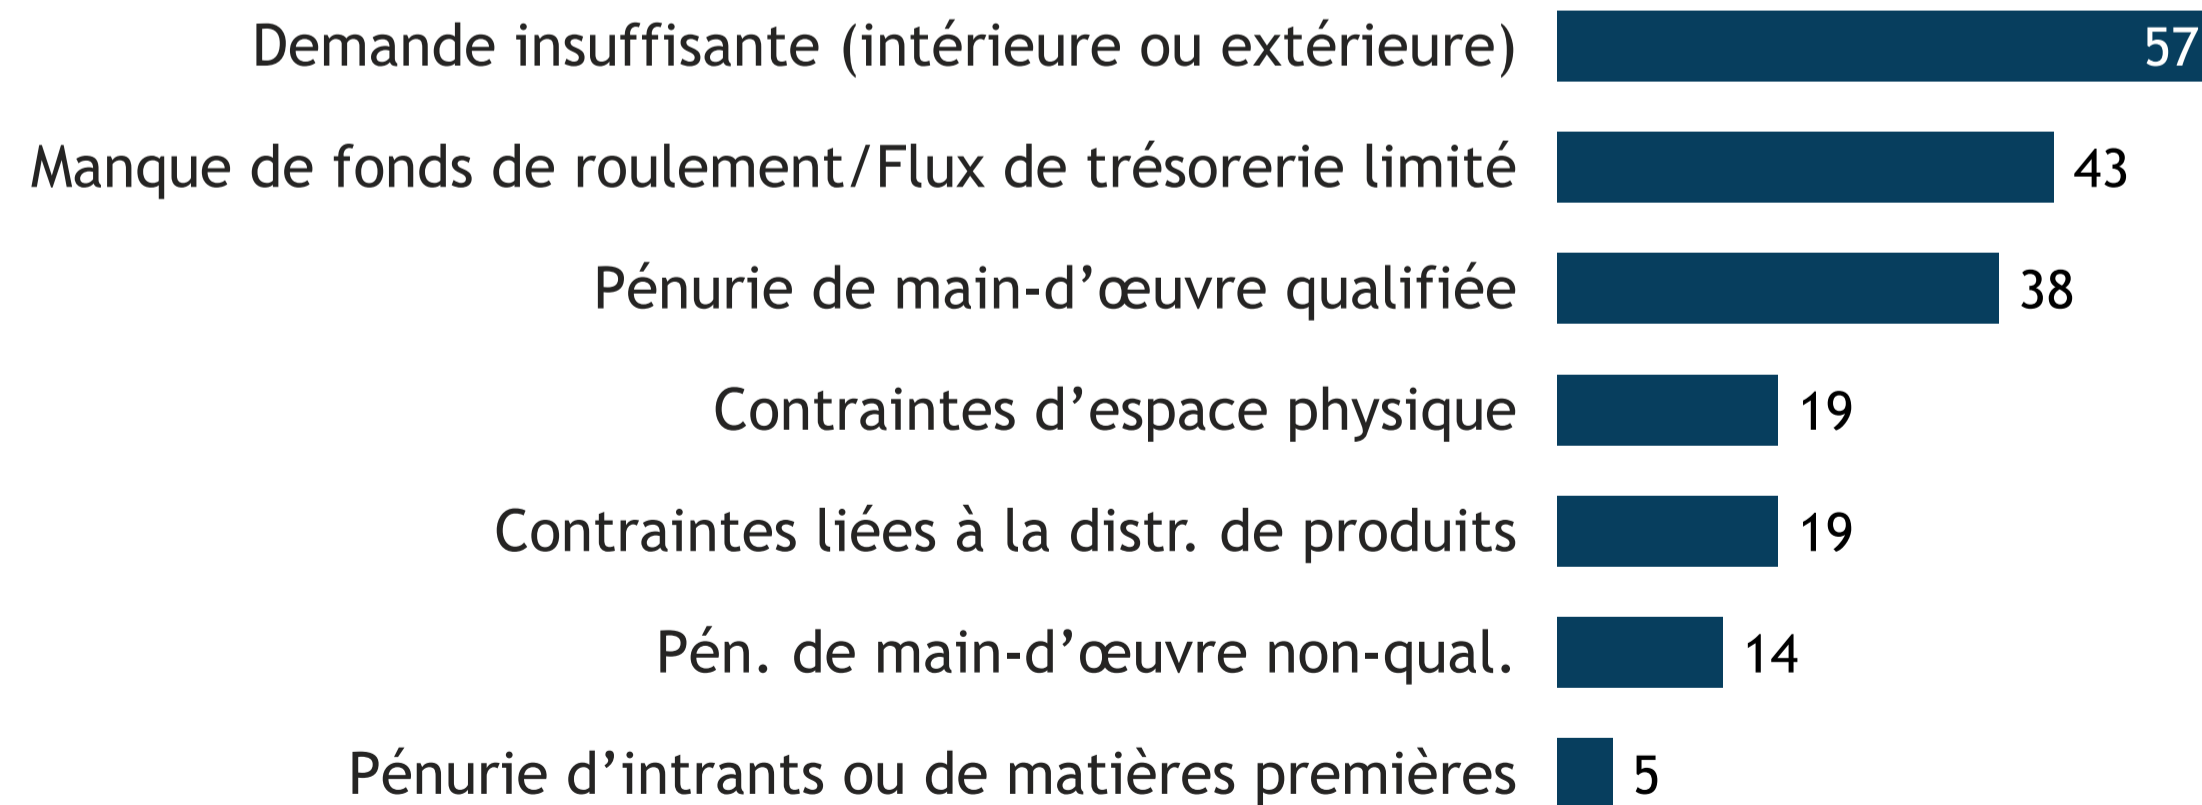 Demande insuffisante (intérieure ou extérieure) 57
Manque de fonds de roulement/Flux de trésorerie limité 43
Pénurie de main-d’œuvre qualifiée 38
Contraintes d’espace physique 19
Contraintes liées à la distr. de produits 19
Pén. de main-d’œuvre non-qual. 14
Pénurie d’intrants ou de matières premières 5